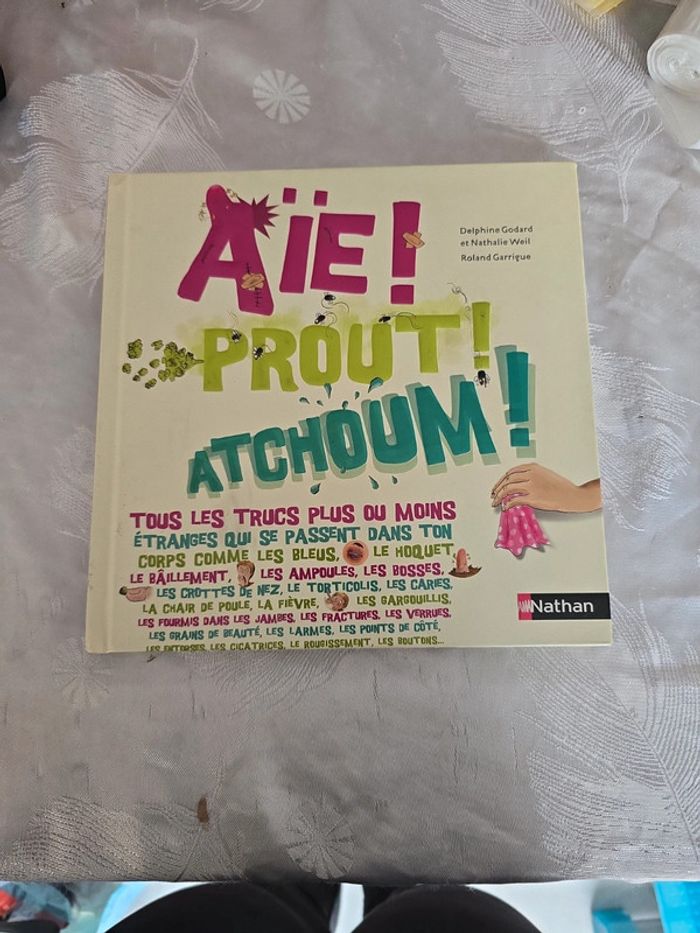 Delphine Godard
et Nathalie Weil
Roland Garrigue
AÏE !
PROUT !
ATCHOUM !
TOUS LES TRUCS PLUS OU MOINS
ÉTRANGES QUI SE PASSENT DANS TON
CORPS COMME LES BLEUS, LE HOQUET,
LE BÂILLEMENT, LES AMPOULES, LES BOSSES,
LES CROTTES DE NEZ, LE TORTICOLIS, LES CARIES,
LA CHAIR DE POULE, LA FIÈVRE, LES GARGOUILLIS,
LES FOURMIS DANS LES JAMBES, LES FRACTURES, LES VERRUES,
LES GRAINS DE BEAUTÉ, LES LARMES, LES POINTS DE CÔTÉ,
LES ENTORSES, LES CICATRICES, LE ROUGISSEMENT, LES BOUTONS...
Nathan